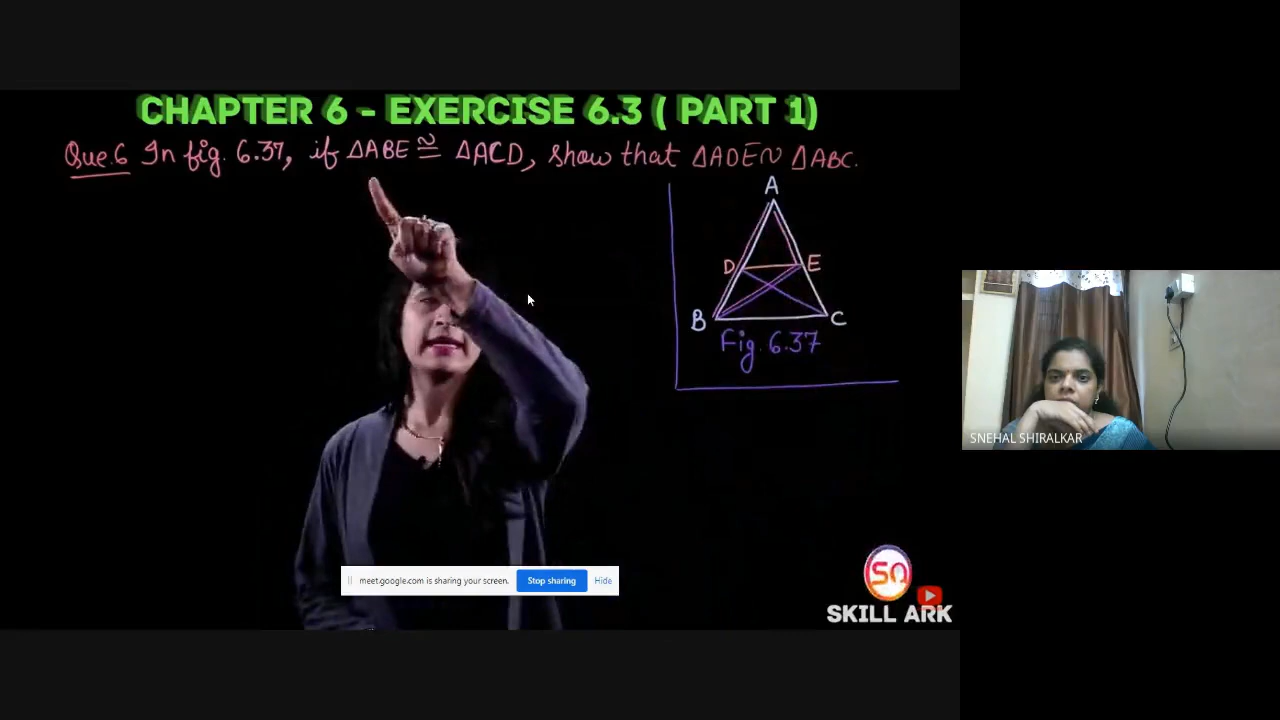 CHAPTER 6 - EXERCISE 6.3 ( PART 1)
Que.6 In fig. 6.37, if ΔABE ≅ ΔACD, show that ΔADE ~ ΔABC.
A
D E
B C
Fig. 6.37
SNEHAL SHIRALKAR
meet.google.com is sharing your screen. Stop sharing Hide
SKILL ARK